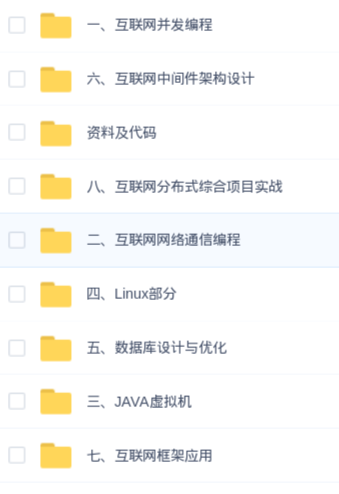 一、互联网并发编程
六、互联网中间件架构设计
资料及代码
八、互联网分布式综合项目实战
二、互联网网络通信编程
四、Linux部分
五、数据库设计与优化
三、JAVA虚拟机
七、互联网框架应用